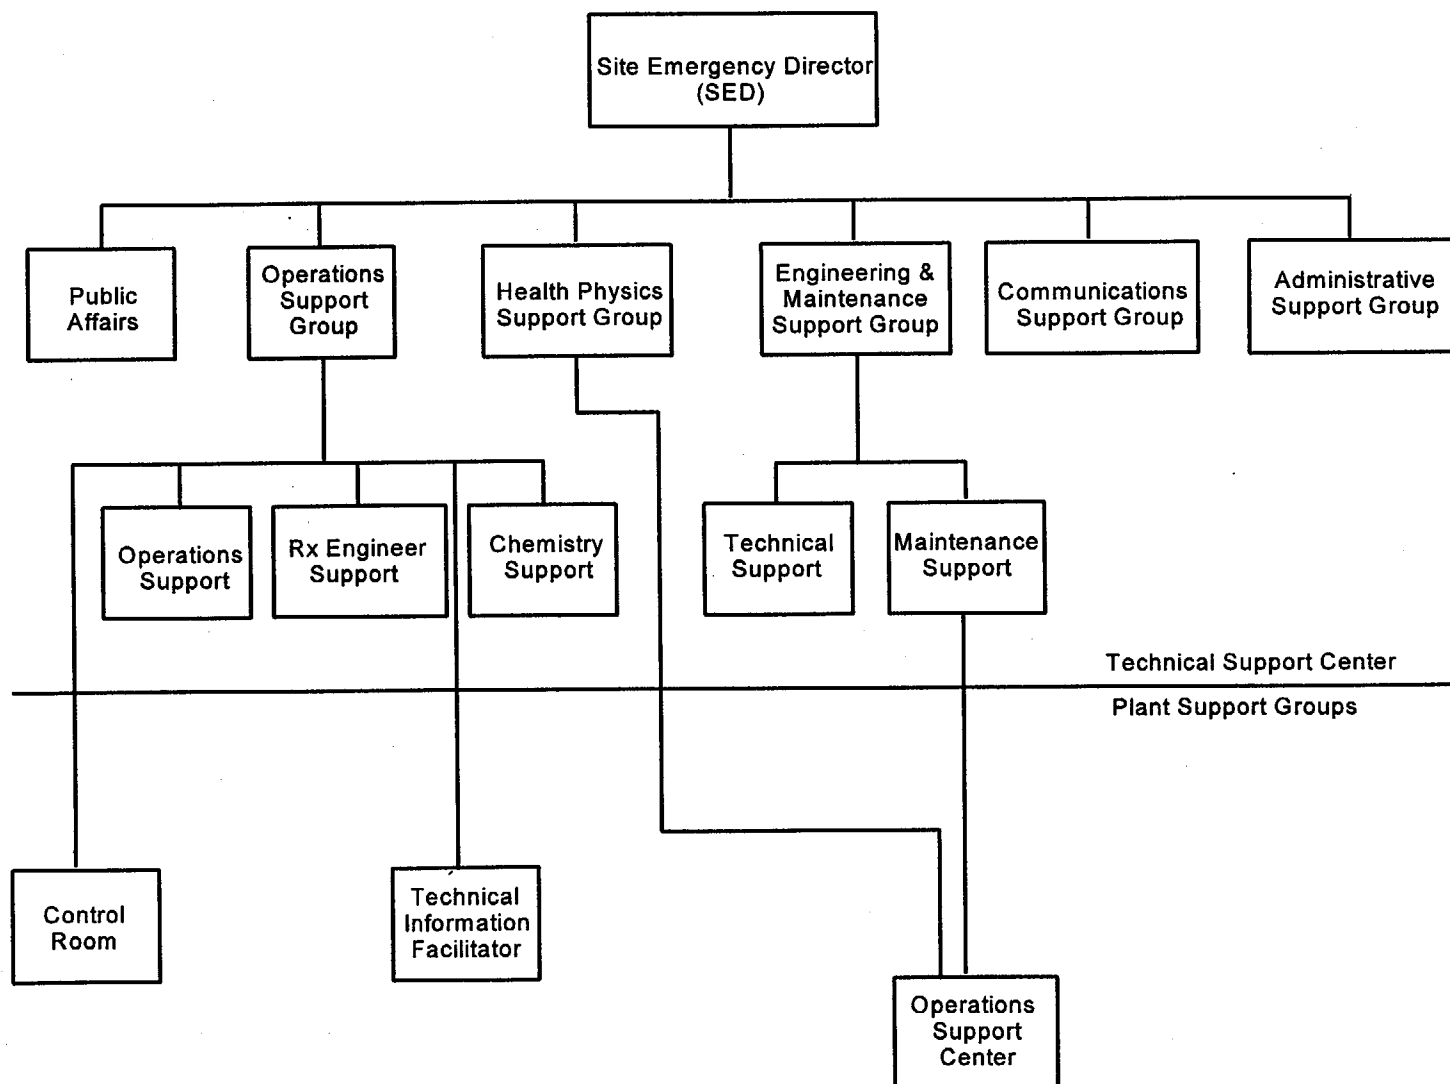 Site Emergency Director
(SED)
Public
Affairs
Operations
Support
Group
Health Physics
Support Group
Engineering &
Maintenance
Support Group
Communications
Support Group
Administrative
Support Group
Operations
Support
Rx Engineer
Support
Chemistry
Support
Technical
Support
Maintenance
Support
Technical Support Center
Plant Support Groups
Control
Room
Technical
Information
Facilitator
Operations
Support
Center